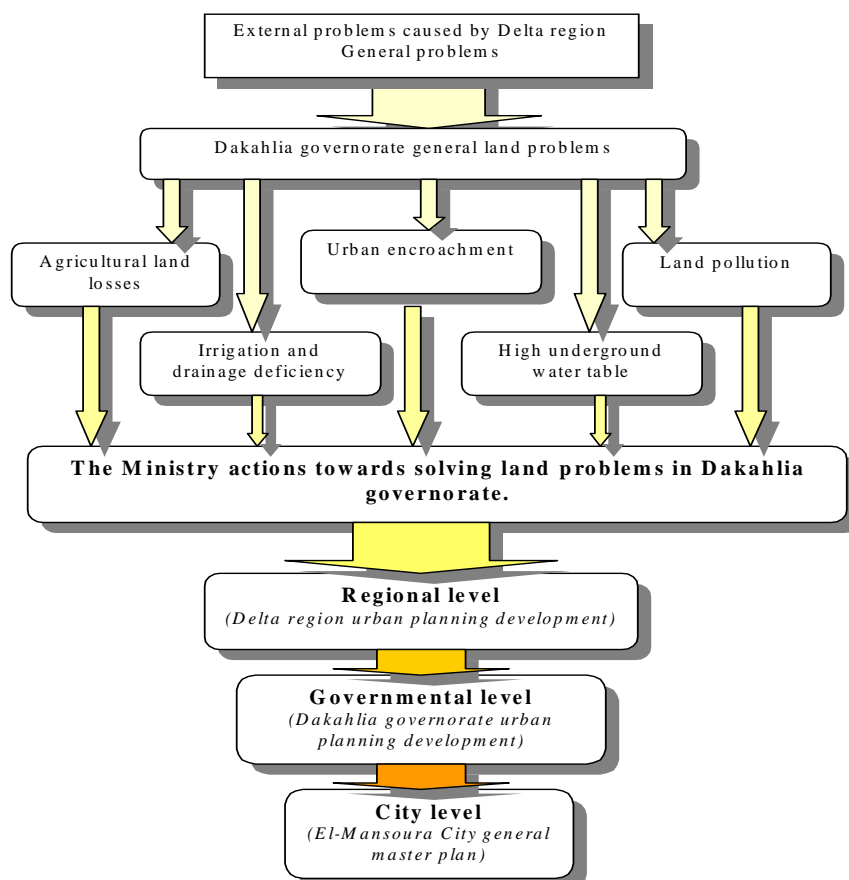 External problems caused by Delta region
General problems
Dakahlia governorate general land problems
Agricultural land
losses
Urban encroachment
Land pollution
Irrigation and
drainage deficiency
High underground
water table
The Ministry actions towards solving land problems in Dakahlia
governorate.
Regional level
(Delta region urban planning development)
Governmental level
(Dakahlia governorate urban
planning development)
City level
(El-Mansoura City general
master plan)